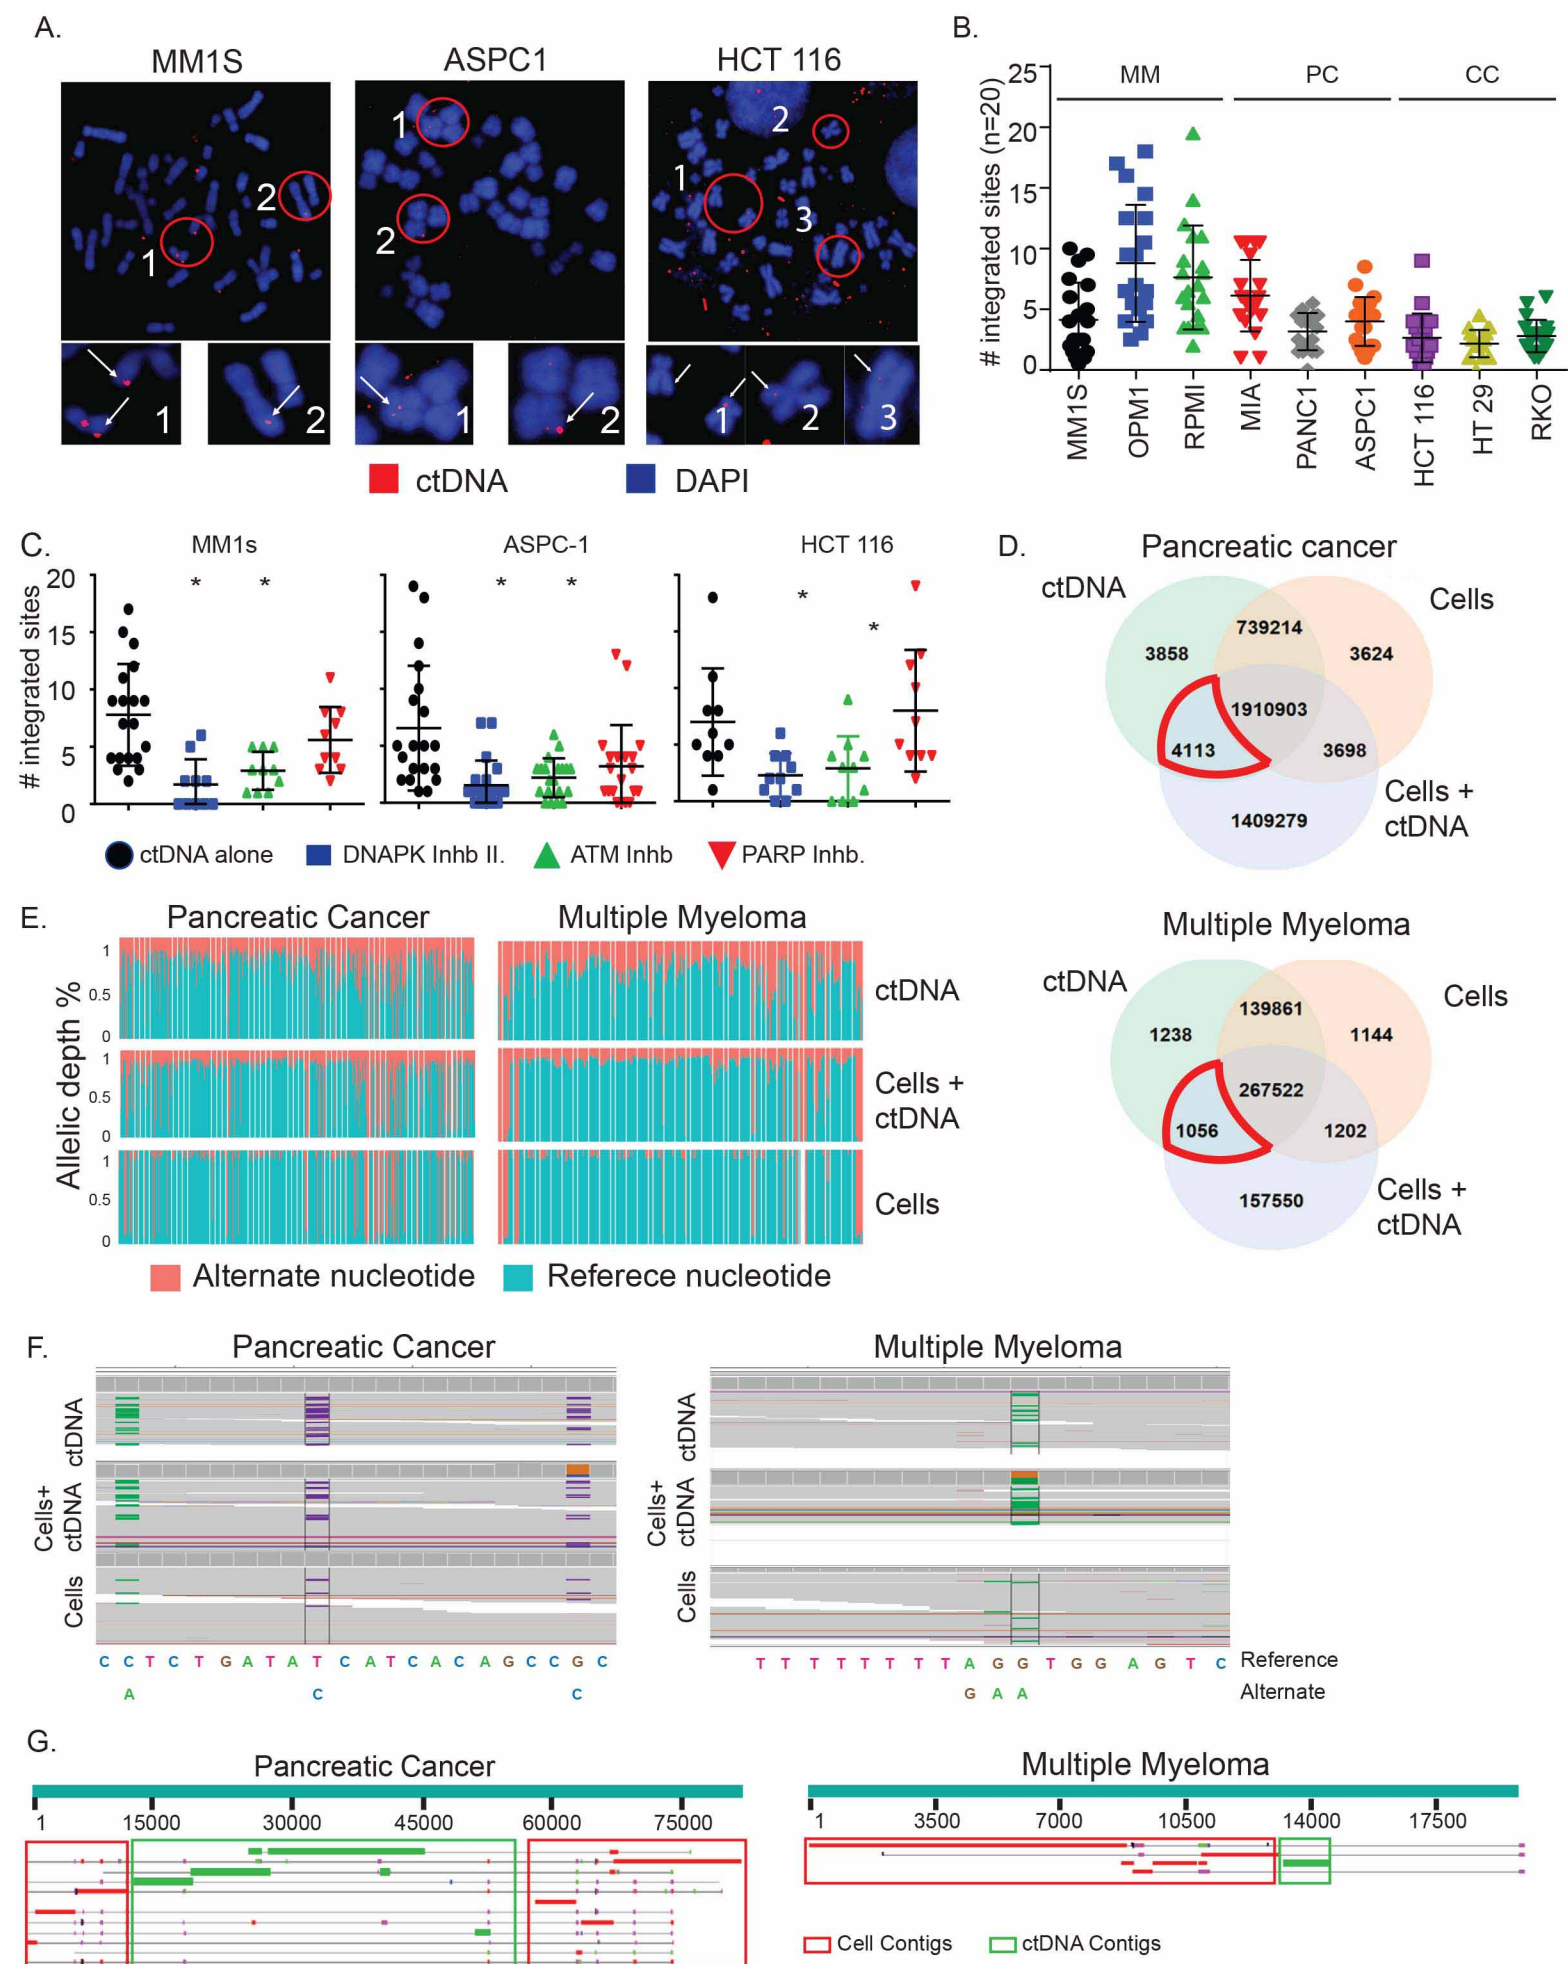 A.
MM1S
ASPC1
HCT 116
1
2
1
2
1
2
3
1
2
1
2
1
2
3
ctDNA
DAPI
B.
# integrated sites (n=20)
25
20
15
10
5
0
MM
PC
CC
MM1S
OPM1
RPMI
MIA
PANC1
ASPC1
HCT 116
HT 29
RKO
C.
MM1s
ASPC-1
HCT 116
# integrated sites
20
15
10
5
0
* *
* *
* *
ctDNA alone
DNAPK Inhb II.
ATM Inhb
PARP Inhb.
D.
Pancreatic cancer
ctDNA
Cells
739214
3858
3624
1910903
4113
3698
1409279
Cells +
ctDNA
Multiple Myeloma
ctDNA
Cells
139861
1238
1144
267522
1056
1202
157550
Cells +
ctDNA
E.
Pancreatic Cancer
Multiple Myeloma
Allelic depth %
1
0.5
0
1
0.5
0
1
0.5
0
ctDNA
Cells +
ctDNA
Cells
Alternate nucleotide
Referece nucleotide
F.
Pancreatic Cancer
Multiple Myeloma
ctDNA
Cells+
ctDNA
Cells
ctDNA
Cells+
ctDNA
Cells
C C T C T G A T A T C A T C A C A G C C G C
A C C
T T T T T T T T A G G T G G A G T C Reference
G A A Alternate
G.
Pancreatic Cancer
1 15000 30000 45000 60000 75000
Multiple Myeloma
1 3500 7000 10500 14000 17500
Cell Contigs
ctDNA Contigs